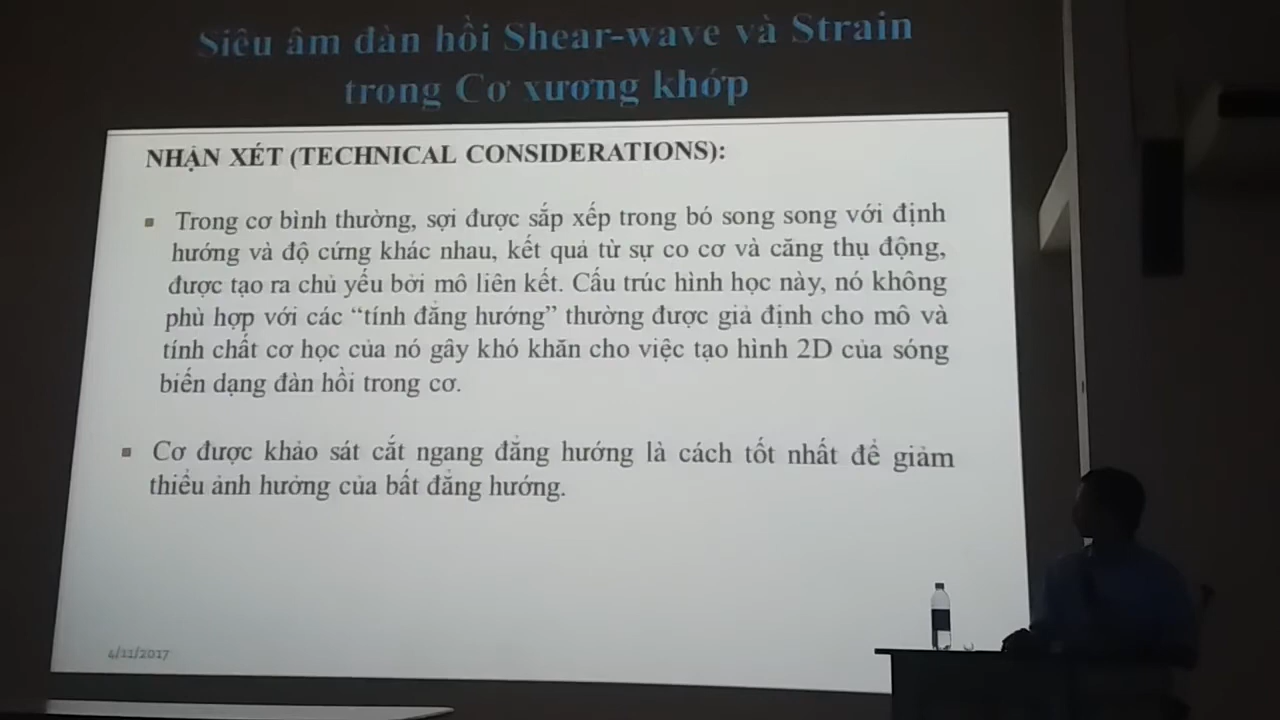 Siêu âm đàn hồi Shear-wave và Strain
trong Cơ xương khớp
NHẬN XÉT (TECHNICAL CONSIDERATIONS):
▪ Trong cơ bình thường, sợi được sắp xếp trong bó song song với định
hướng và độ cứng khác nhau, kết quả từ sự co cơ và căng thụ động,
được tạo ra chủ yếu bởi mô liên kết. Cấu trúc hình học này, nó không
phù hợp với các “tính đẳng hướng” thường được giả định cho mô và
tính chất cơ học của nó gây khó khăn cho việc tạo hình 2D của sóng
biến dạng đàn hồi trong cơ.
▪ Cơ được khảo sát cắt ngang đẳng hướng là cách tốt nhất để giảm
thiểu ảnh hưởng của bất đẳng hướng.
4/11/2017